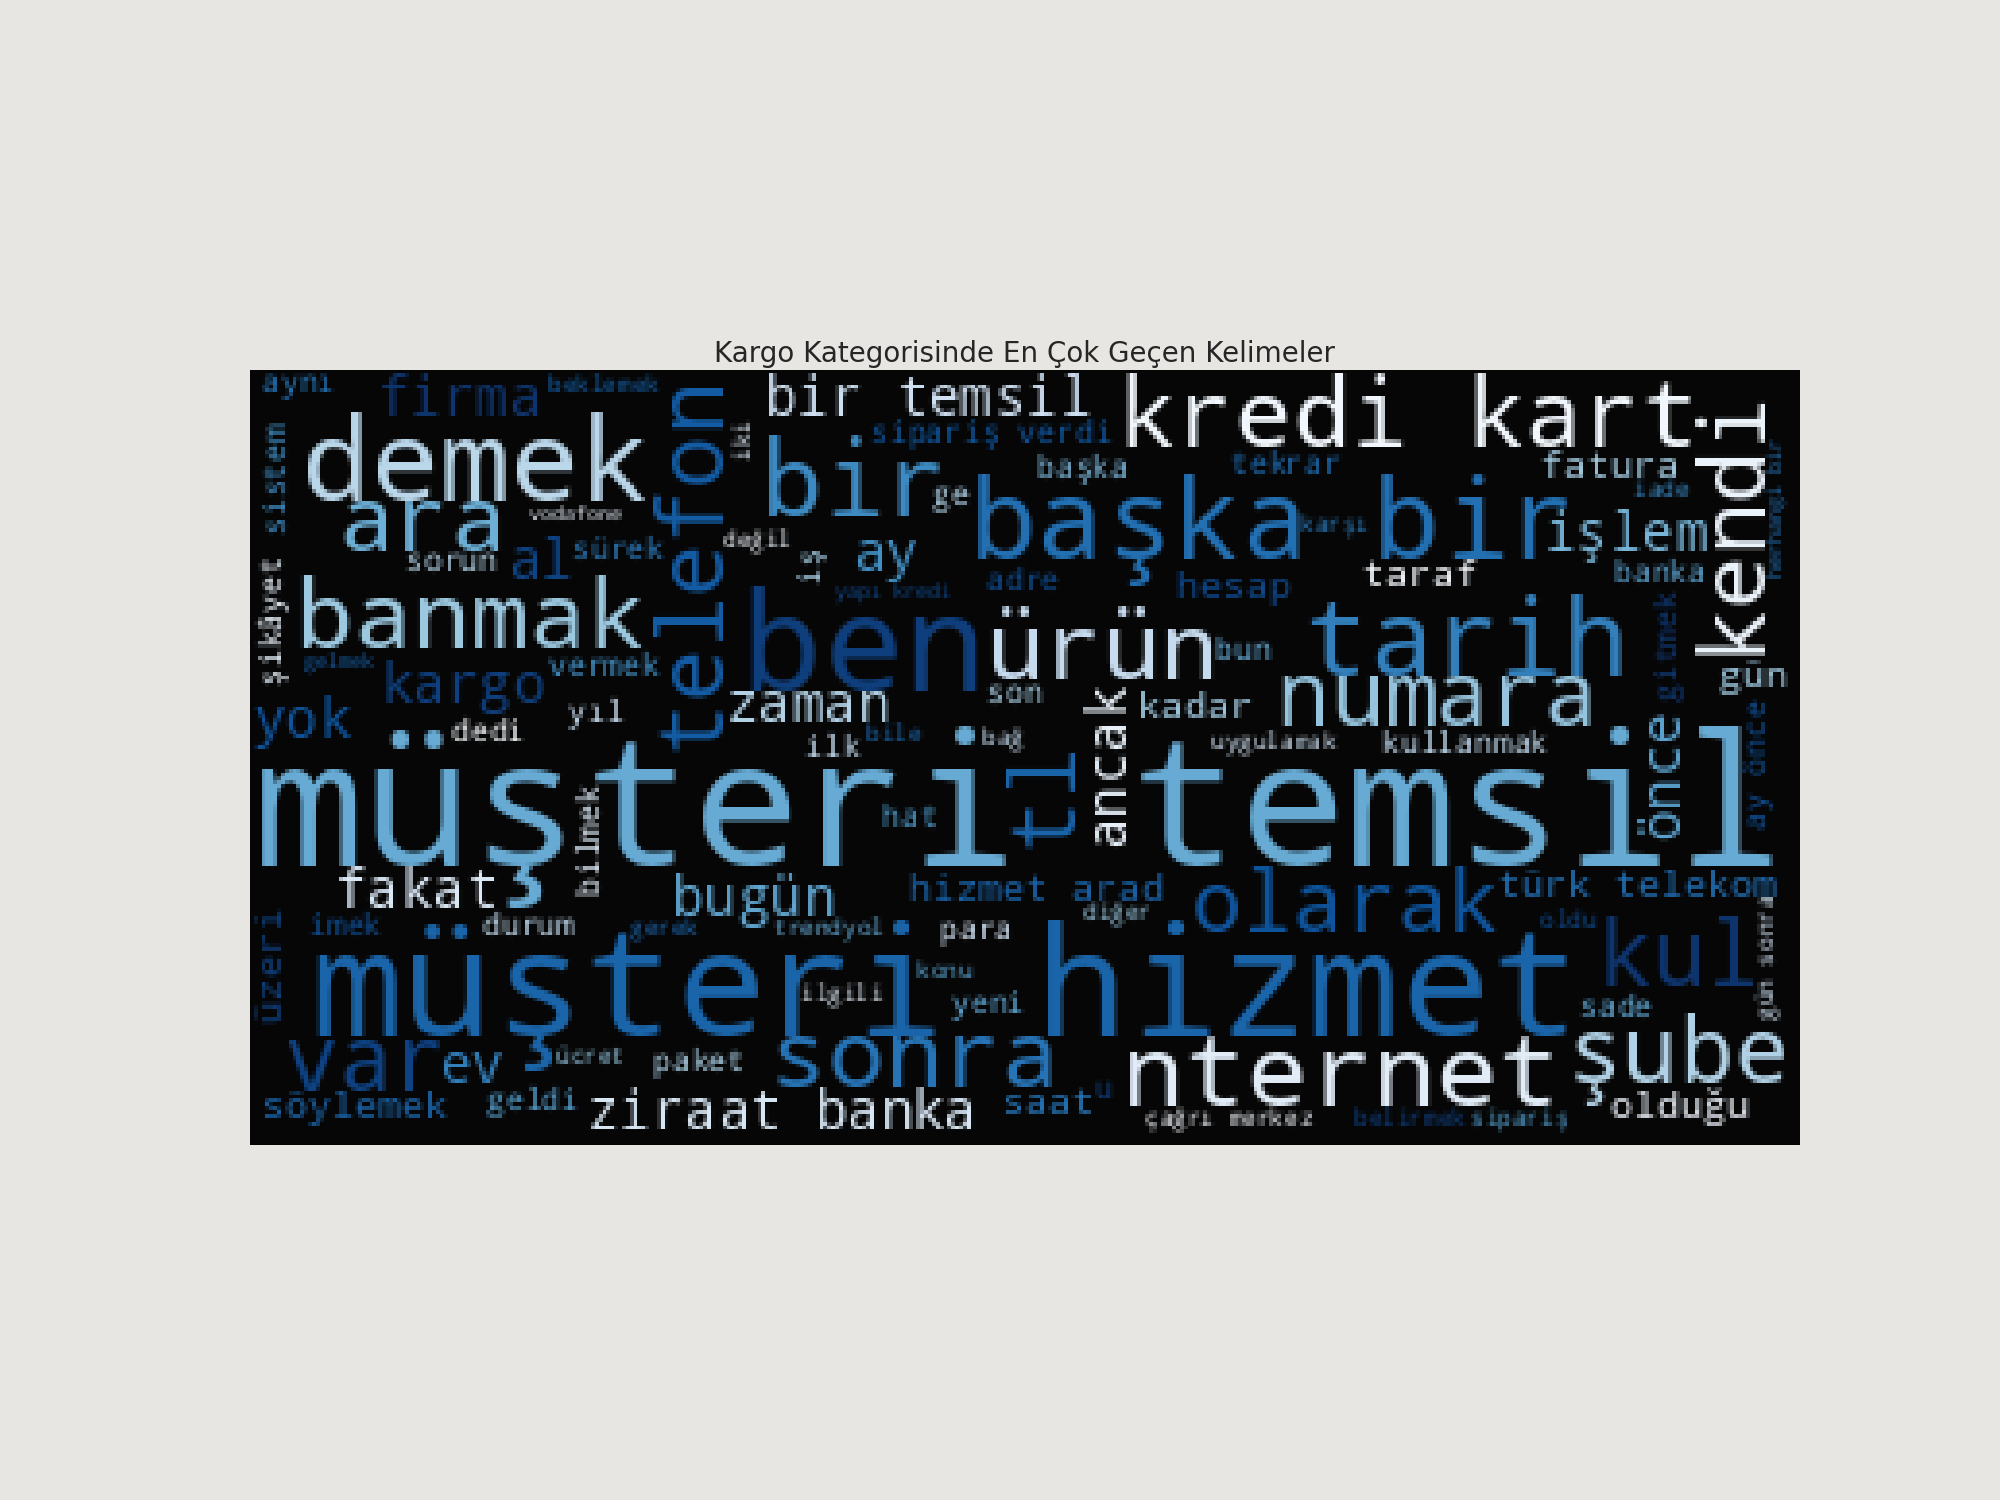 Kargo Kategorisinde En Çok Geçen Kelimeler
ayni
firma
beklemek
telefon
bir temsil
kredi kart
kendi
demek
iki
sipariş verdi
bir
başka
tekrar
fatura
herhangi bir
sistem
ara
vodafone
ge
başka bir
iade
karşı
işlem
sorun
al
sürek
değil
iş
ay
taraf
banka
şikâyet
banmak
yapı kredi
adre
hesap
ben
ürün
tarih
gitmek
bun
gelmek
vermek
kargo
zaman
son
ancak
kadar
numara
gün
yok
dedi
yıl
ilk
bile
bağ
uygulamak
kullanmak
önce
ay önce
müşteri temsil
bilmek
hat
tl
fakat
bugün
hizmet arad
diğer
olarak
türk telekom
üzeri
imek
durum
gerek
trendyol
para
oldu
kul
gün sonra
müşteri hizmet
ilgili
konu
yeni
sade
var
ev
ücret
paket
sonra
nternet
şube
söylemek
geldi
ziraat banka
saat
u
çağrı merkez
belirmek
sipariş
olduğu